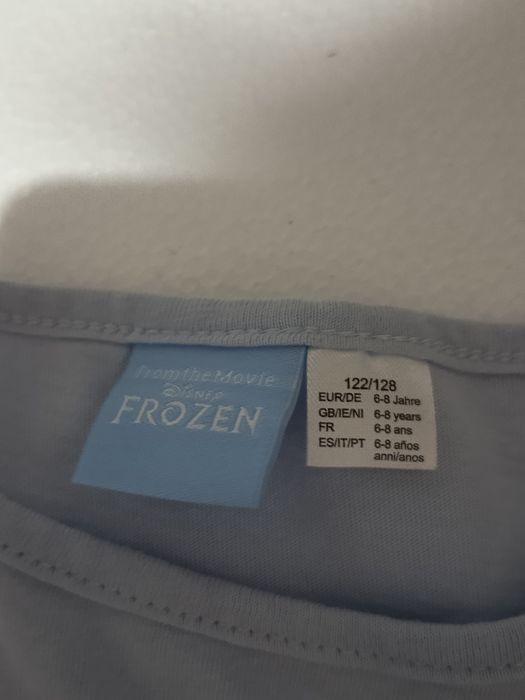 From the Movie
DISNEY
FROZEN
122/128
EUR/DE 6-8 Jahre
GB/IE/NI 6-8 years
FR 6-8 ans
ES/IT/PT 6-8 años
anni/anos